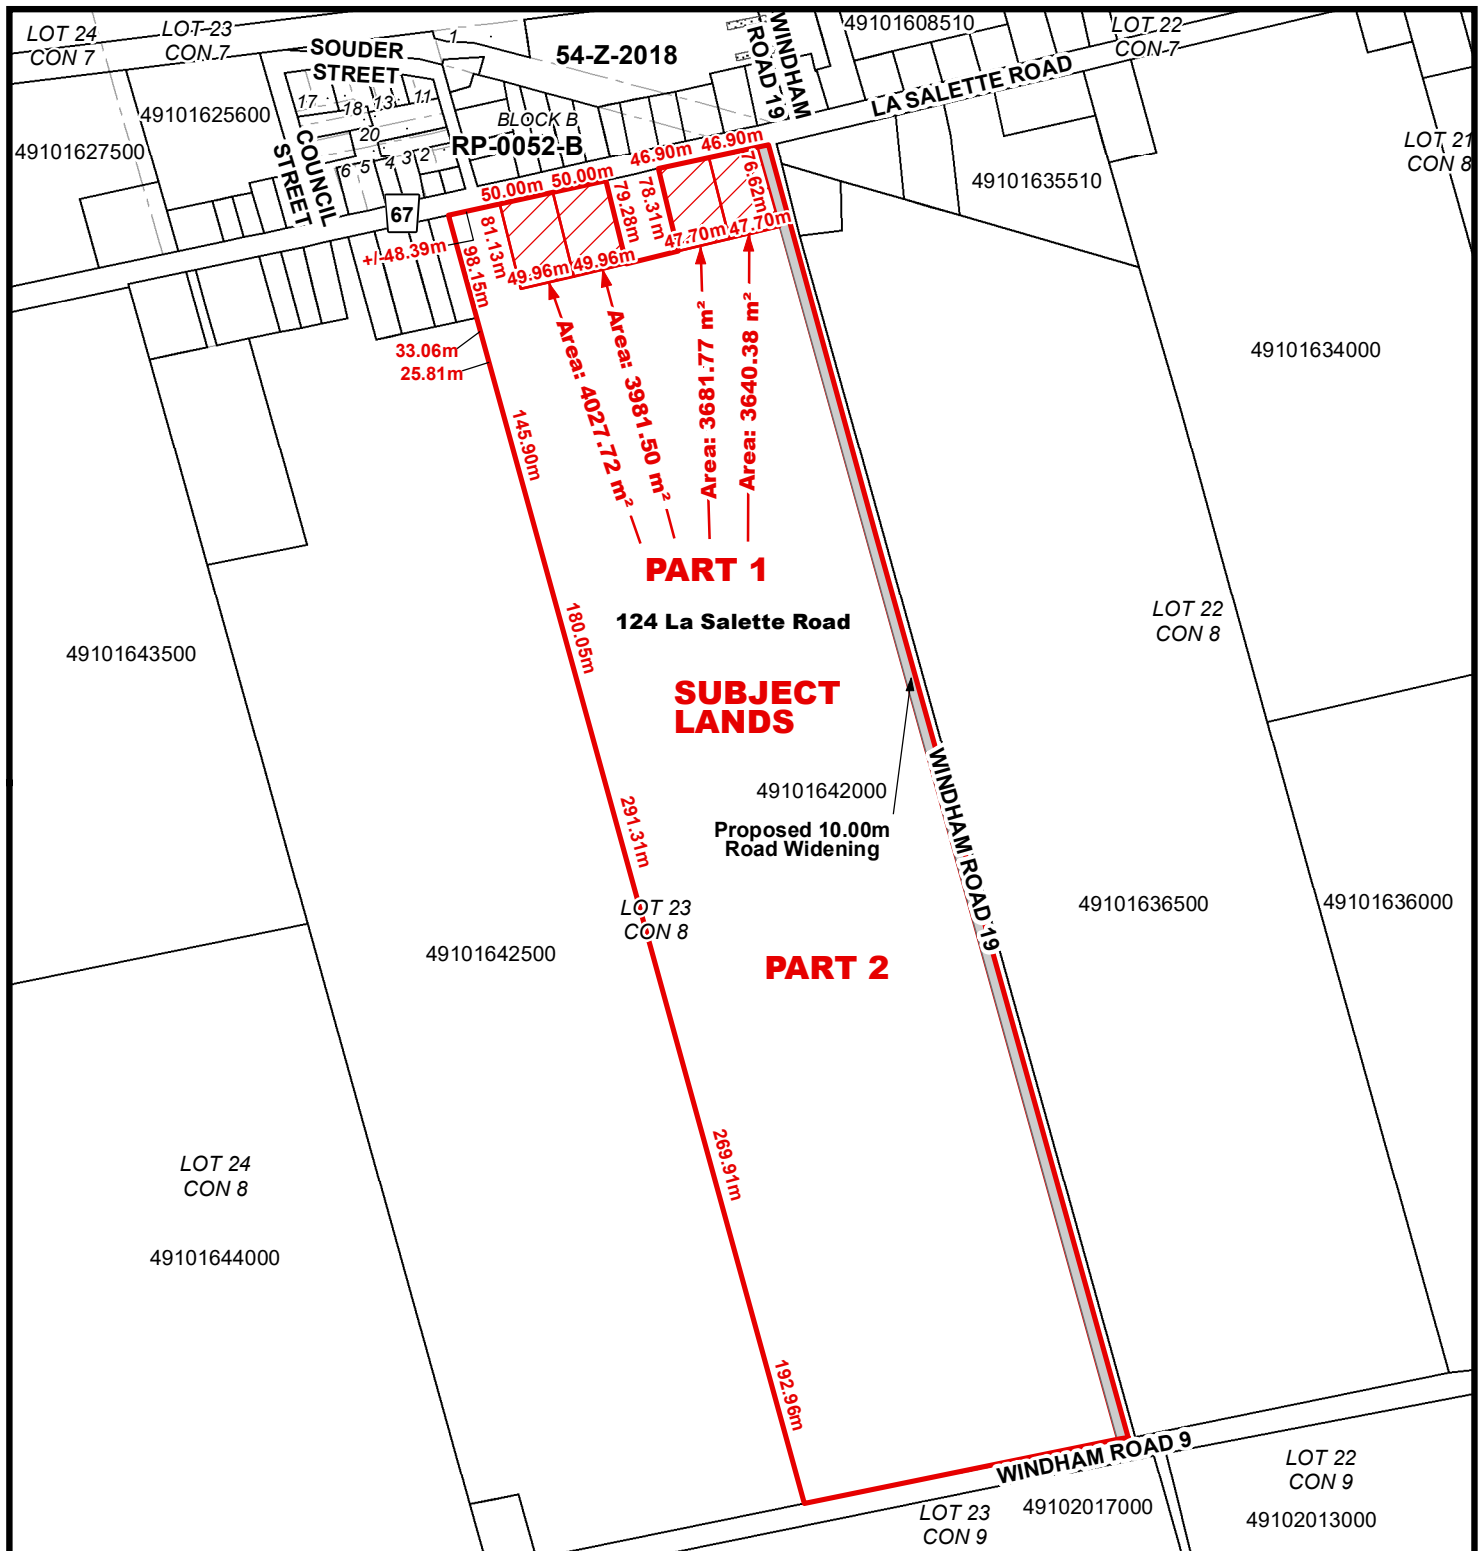 LOT 24
CON 7
LOT 23
CON 7
SOUDER
STREET
1
54-Z-2018
WINDHAM
ROAD 19
49101608510
LOT 22
CON 7
LA SALETTE ROAD
49101625600
17
18
13
11
20
6
5
4
3
2
BLOCK B
RP-0052-B
49101627500
COUNCIL
STREET
67
LOT 21
CON 8
49101635510
50.00m
50.00m
46.90m
46.90m
81.13m
79.28m
78.31m
76.62m
49.96m
49.96m
47.70m
47.70m
+/-48.39m
98.15m
33.06m
25.81m
145.90m
Area: 4027.72 m²
Area: 3981.50 m²
Area: 3681.77 m²
Area: 3640.38 m²
49101634000
PART 1
124 La Salette Road
180.05m
LOT 22
CON 8
49101643500
SUBJECT
LANDS
49101642000
Proposed 10.00m
Road Widening
WINDHAM ROAD 19
291.31m
LOT 23
CON 8
49101642500
49101636500
49101636000
PART 2
269.91m
LOT 24
CON 8
49101644000
192.96m
WINDHAM ROAD 9
LOT 22
CON 9
49102013000
LOT 23
CON 9
49102017000